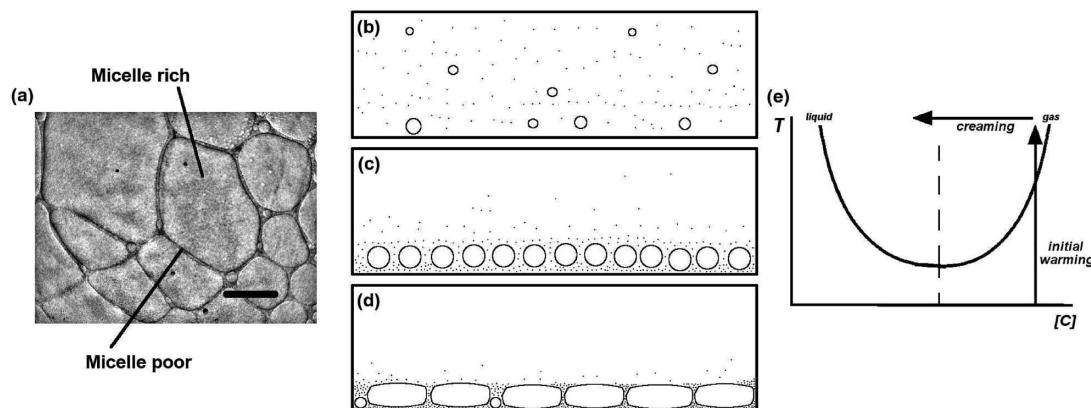 (a)
Micelle rich
Micelle poor
(b)
(c)
(d)
(e)
T
liquid
gas
creaming
initial
warming
[C]